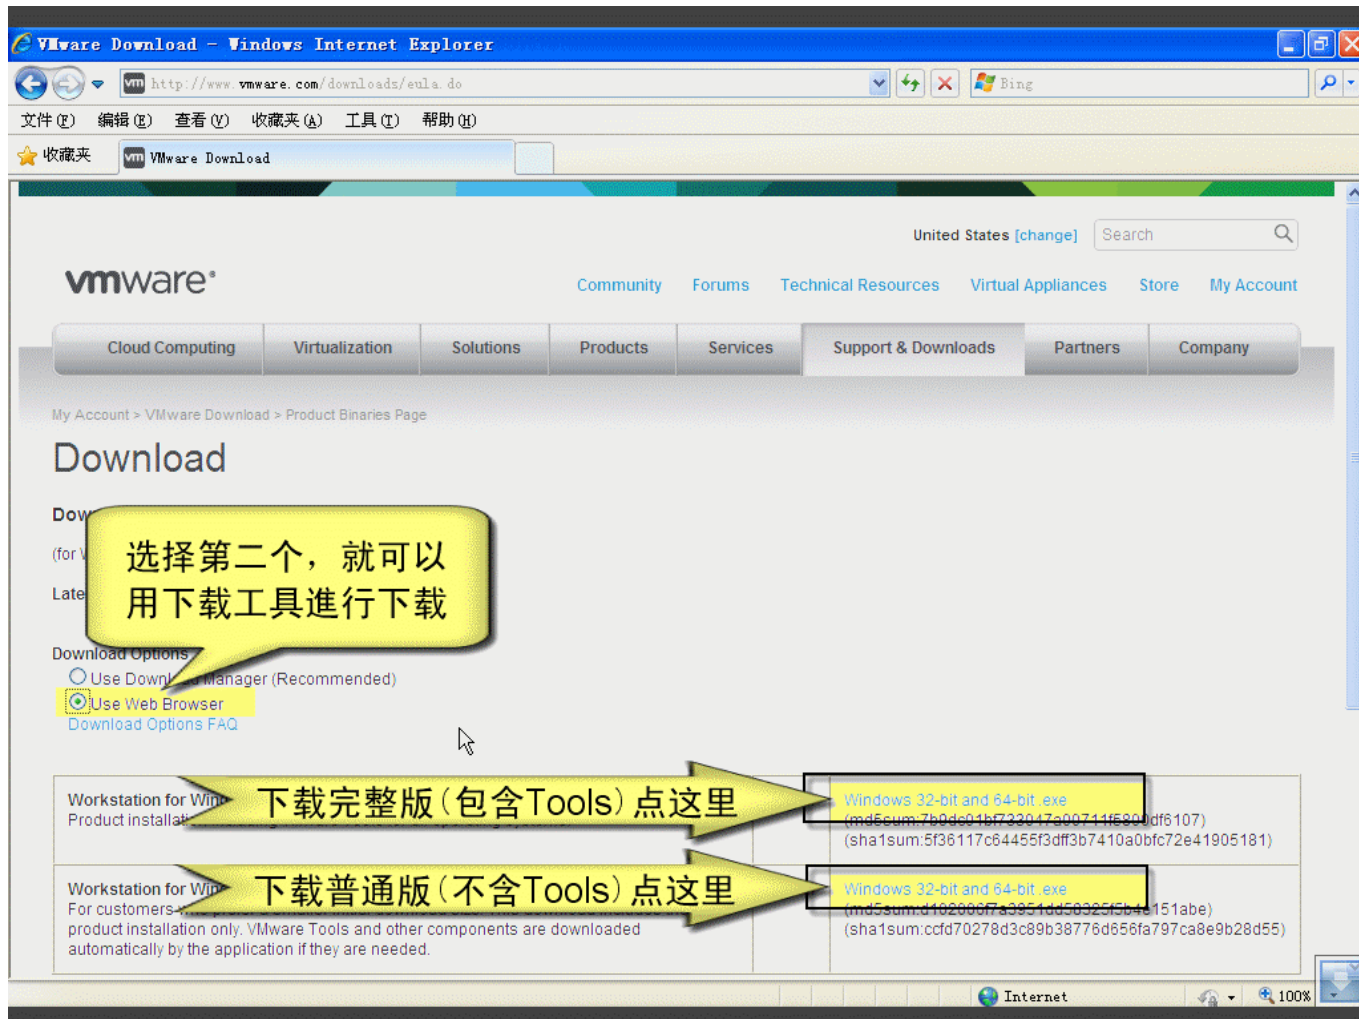 VMware Download - Windows Internet Explorer
http://www.vmware.com/downloads/eula.do
Bing
文件(F) 编辑(E) 查看(V) 收藏夹(A) 工具(T) 帮助(H)
收藏夹 VMware Download
United States [change] Search
vmware
Community Forums Technical Resources Virtual Appliances Store My Account
Cloud Computing Virtualization Solutions Products Services Support & Downloads Partners Company
My Account > VMware Download > Product Binaries Page
Download
选择第二个，就可以
用下载工具進行下载
(for
Download Options
Use Download Manager (Recommended)
Use Web Browser
Download Options FAQ
Workstation for
下载完整版(包含Tools)点这里
Windows 32-bit and 64-bit .exe
Product
(sha1sum:5f36117c64455f3dff3b7410a0bfc72e41905181)
Workstation for
下载普通版(不含Tools)点这里
Windows 32-bit and 64-bit .exe
For customers
product installation only. VMware Tools and other components are downloaded
(sha1sum:ccfd70278d3c89b38776d656fa797ca8e9b28d55)
automatically by the application if they are needed.
Internet 100%